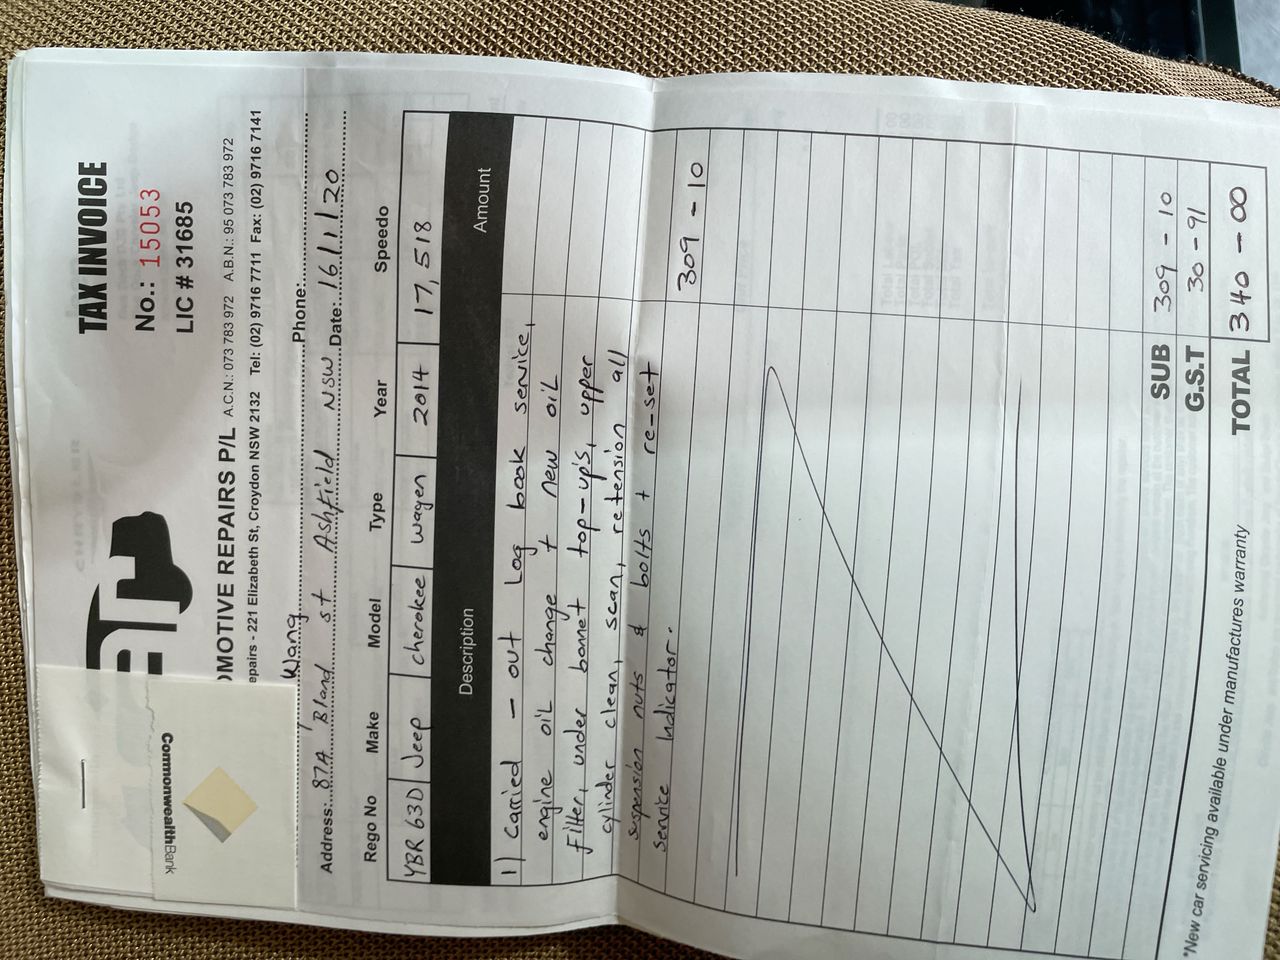 TAX INVOICE
No.: 15053
LIC # 31685
OMOTIVE REPAIRS P/L A.C.N.: 073 783 972 A.B.N.: 95 073 783 972
epairs - 221 Elizabeth St, Croydon NSW 2132 Tel: (02) 9716 7711 Fax: (02) 9716 7141
CommonwealthBank
Wang Phone:
Address: 87A Bland st Ashfield NSW Date: 16/1/20
Rego No Make Model Type Year Speedo
YBR 63D Jeep cherokee wagen 2014 17,518
Description Amount
1) Carried - out Log book service,
engine oil change + new oil
Filter, under bonnet top-up's, upper
cylinder clean, scan, retension all
suspension nuts & bolts + re-set
service Indicator. 309 - 10
SUB 309 - 10
G.S.T 30 - 91
TOTAL 340 - 00
*New car servicing available under manufactures warranty